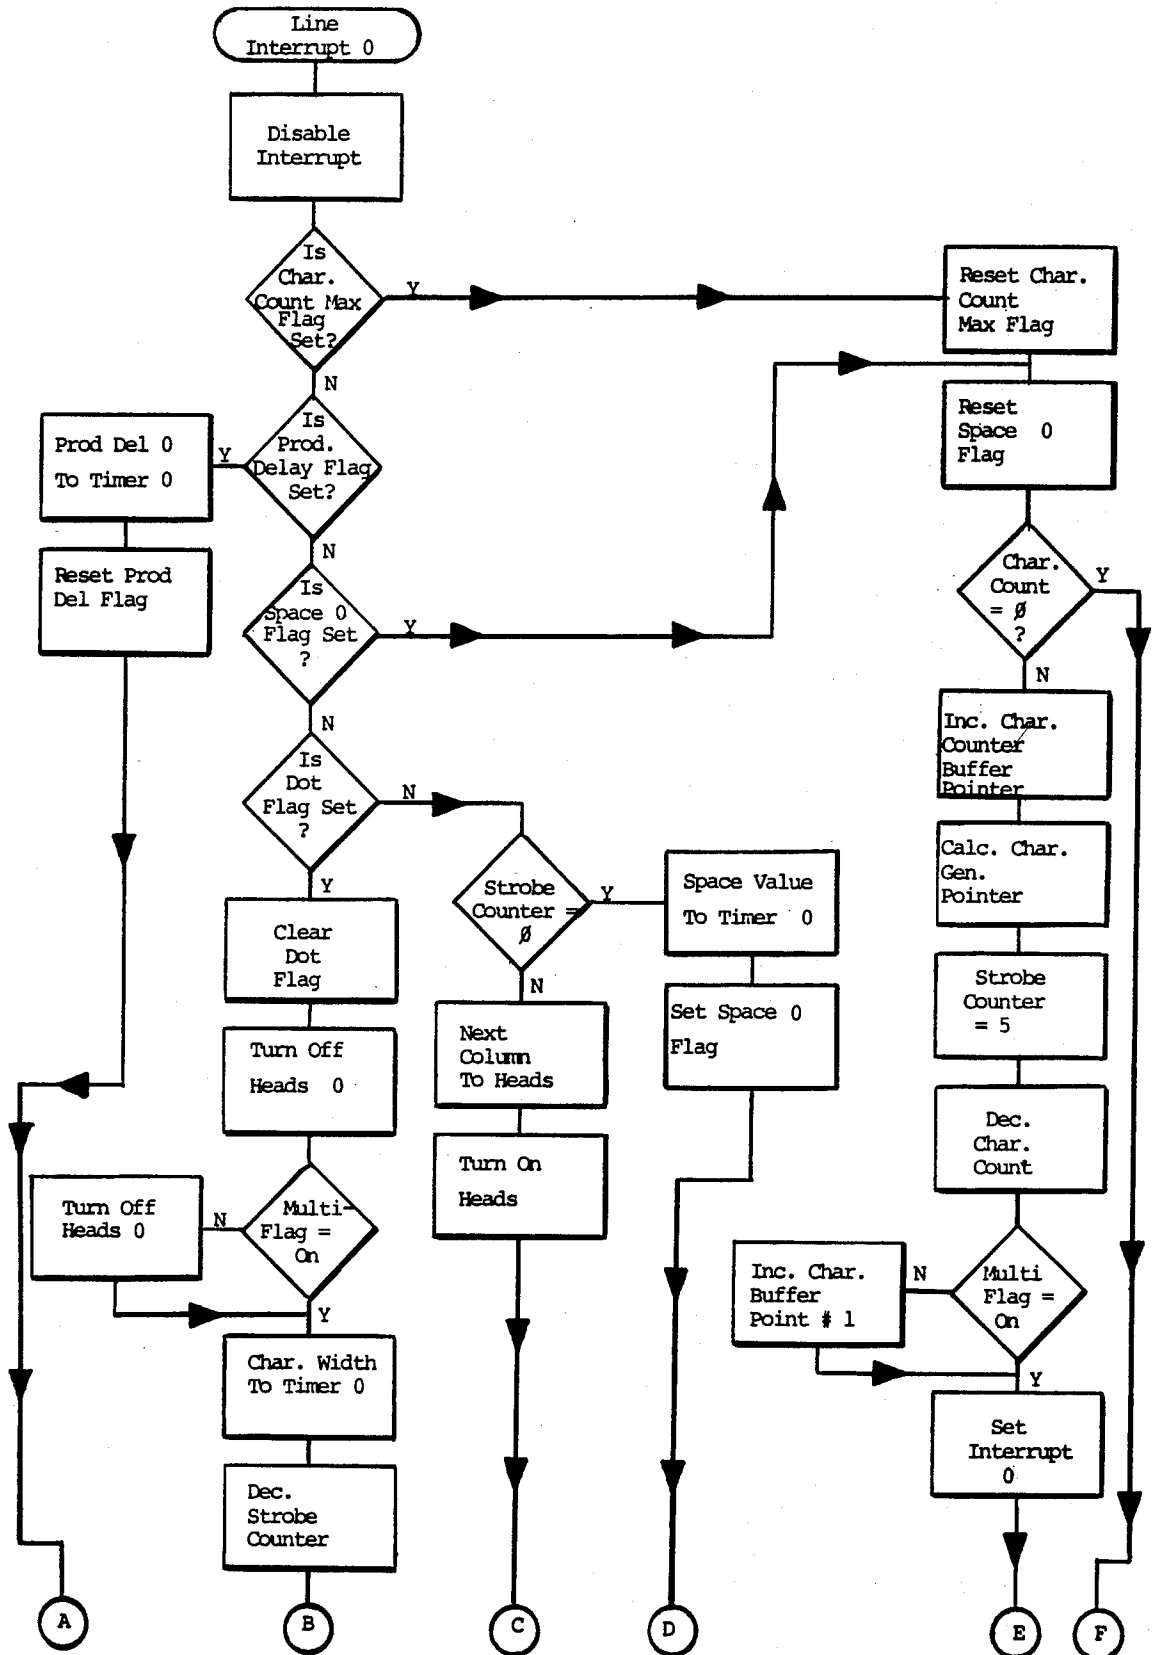 Line
Interrupt 0
Disable
Interrupt
Is
Char.
Count Max
Flag
Set?
Y
N
Reset Char.
Count
Max Flag
Is
Prod.
Delay Flag
Set?
Y
N
Prod Del 0
To Timer 0
Reset Prod
Del Flag
Reset
Space 0
Flag
Is
Space 0
Flag Set
?
Y
N
Char.
Count
= Ø
?
Y
N
Is
Dot
Flag Set
?
N
Y
Inc. Char.
Counter
Buffer
Pointer
Calc. Char.
Gen.
Pointer
Strobe
Counter =
Ø
Y
N
Space Value
To Timer 0
Set Space 0
Flag
Clear
Dot
Flag
Strobe
Counter
= 5
Next
Column
To Heads
Turn Off
Heads 0
Dec.
Char.
Count
Turn On
Heads
Multi-
Flag =
On
N
Y
Turn Off
Heads 0
Multi
Flag =
On
N
Y
Inc. Char.
Buffer
Point # 1
Char. Width
To Timer 0
Set
Interrupt
0
Dec.
Strobe
Counter
A
B
C
D
E
F